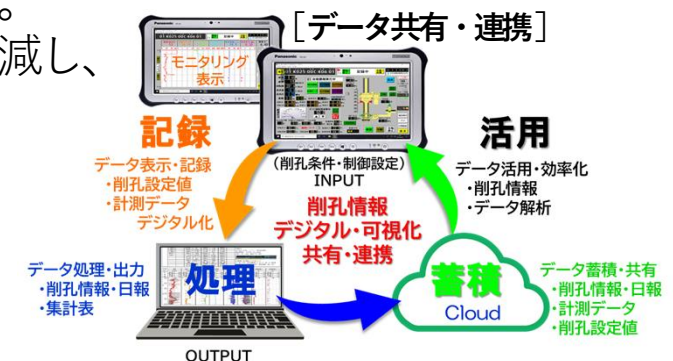 。
減し、
［データ共有・連携］
モニタリング
表示
Panasonic
記録
データ表示・記録
・削孔設定値
・計測データ
デジタル化
(削孔条件・制御設定)
INPUT
削孔情報
デジタル・可視化
共有・連携
活用
データ活用・効率化
・削孔情報
・データ解析
データ処理・出力
・削孔情報・日報
・集計表
処理
OUTPUT
蓄積
Cloud
データ蓄積・共有
・削孔情報・日報
・計測データ
・削孔設定値